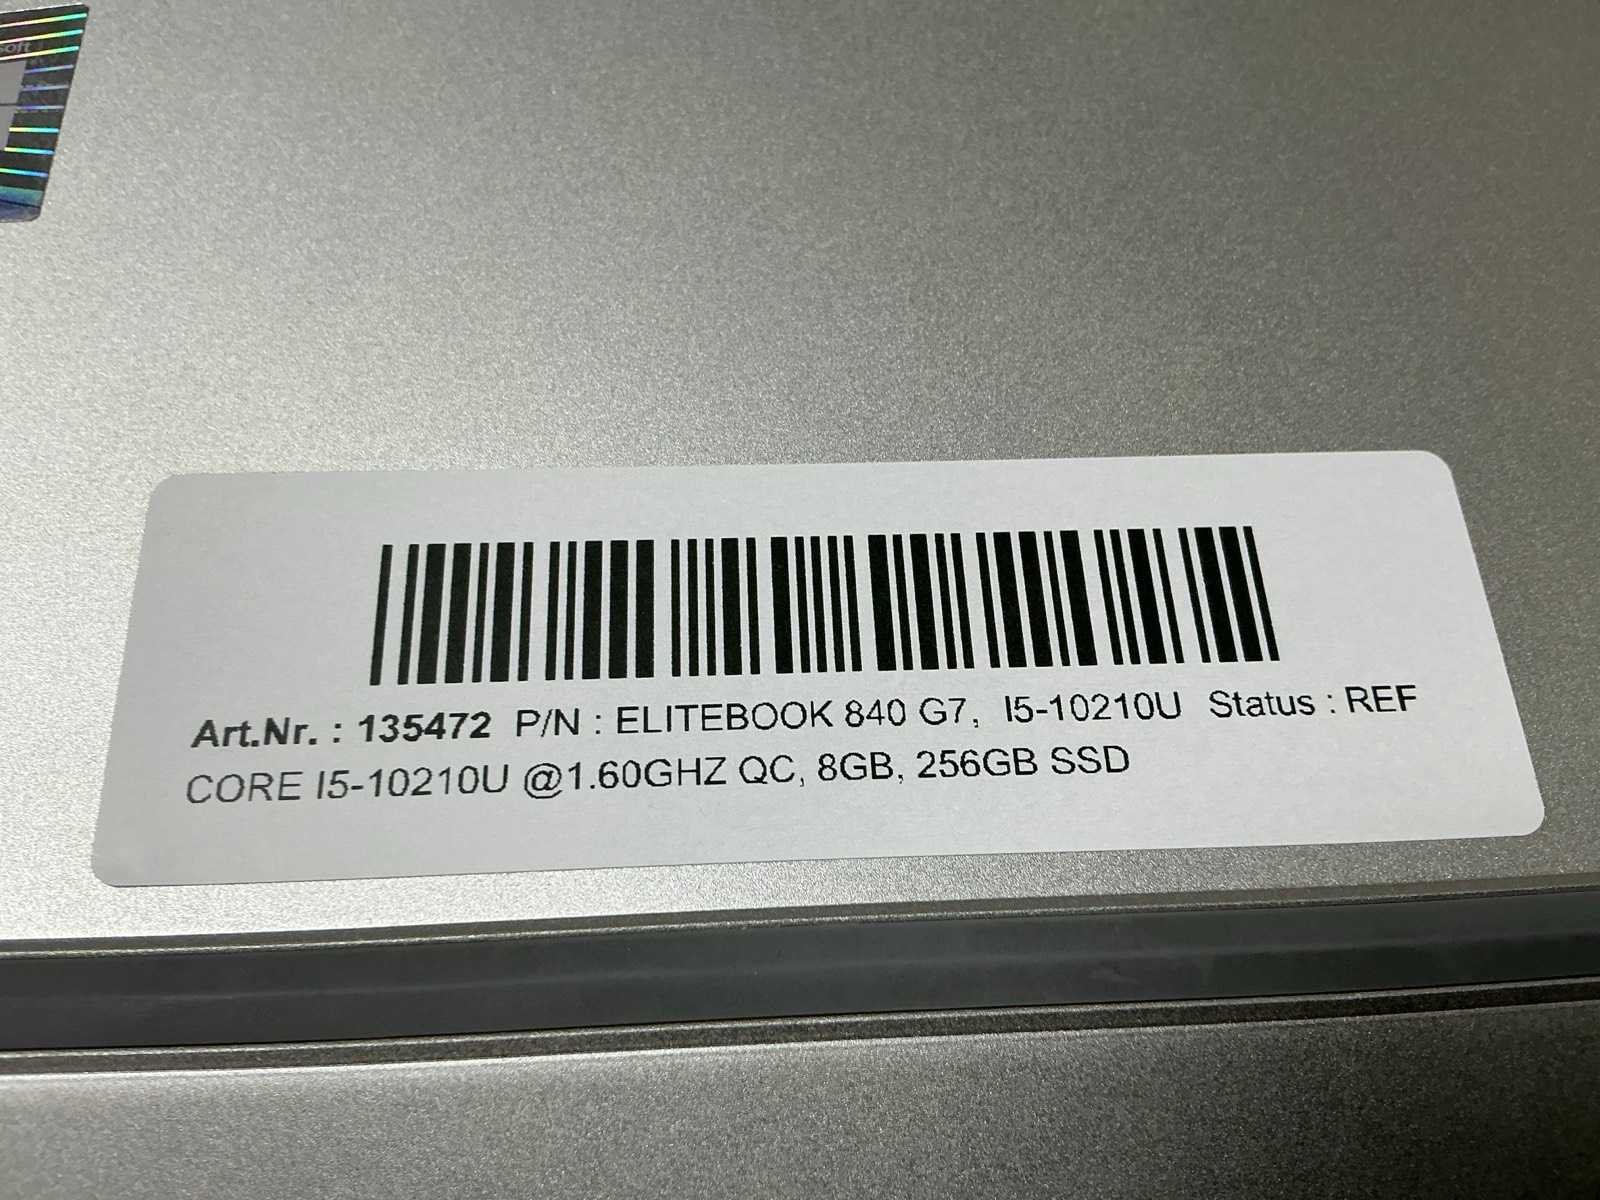 soft
Art.Nr. : 135472 P/N : ELITEBOOK 840 G7, I5-10210U Status : REF
CORE I5-10210U @1.60GHZ QC, 8GB, 256GB SSD